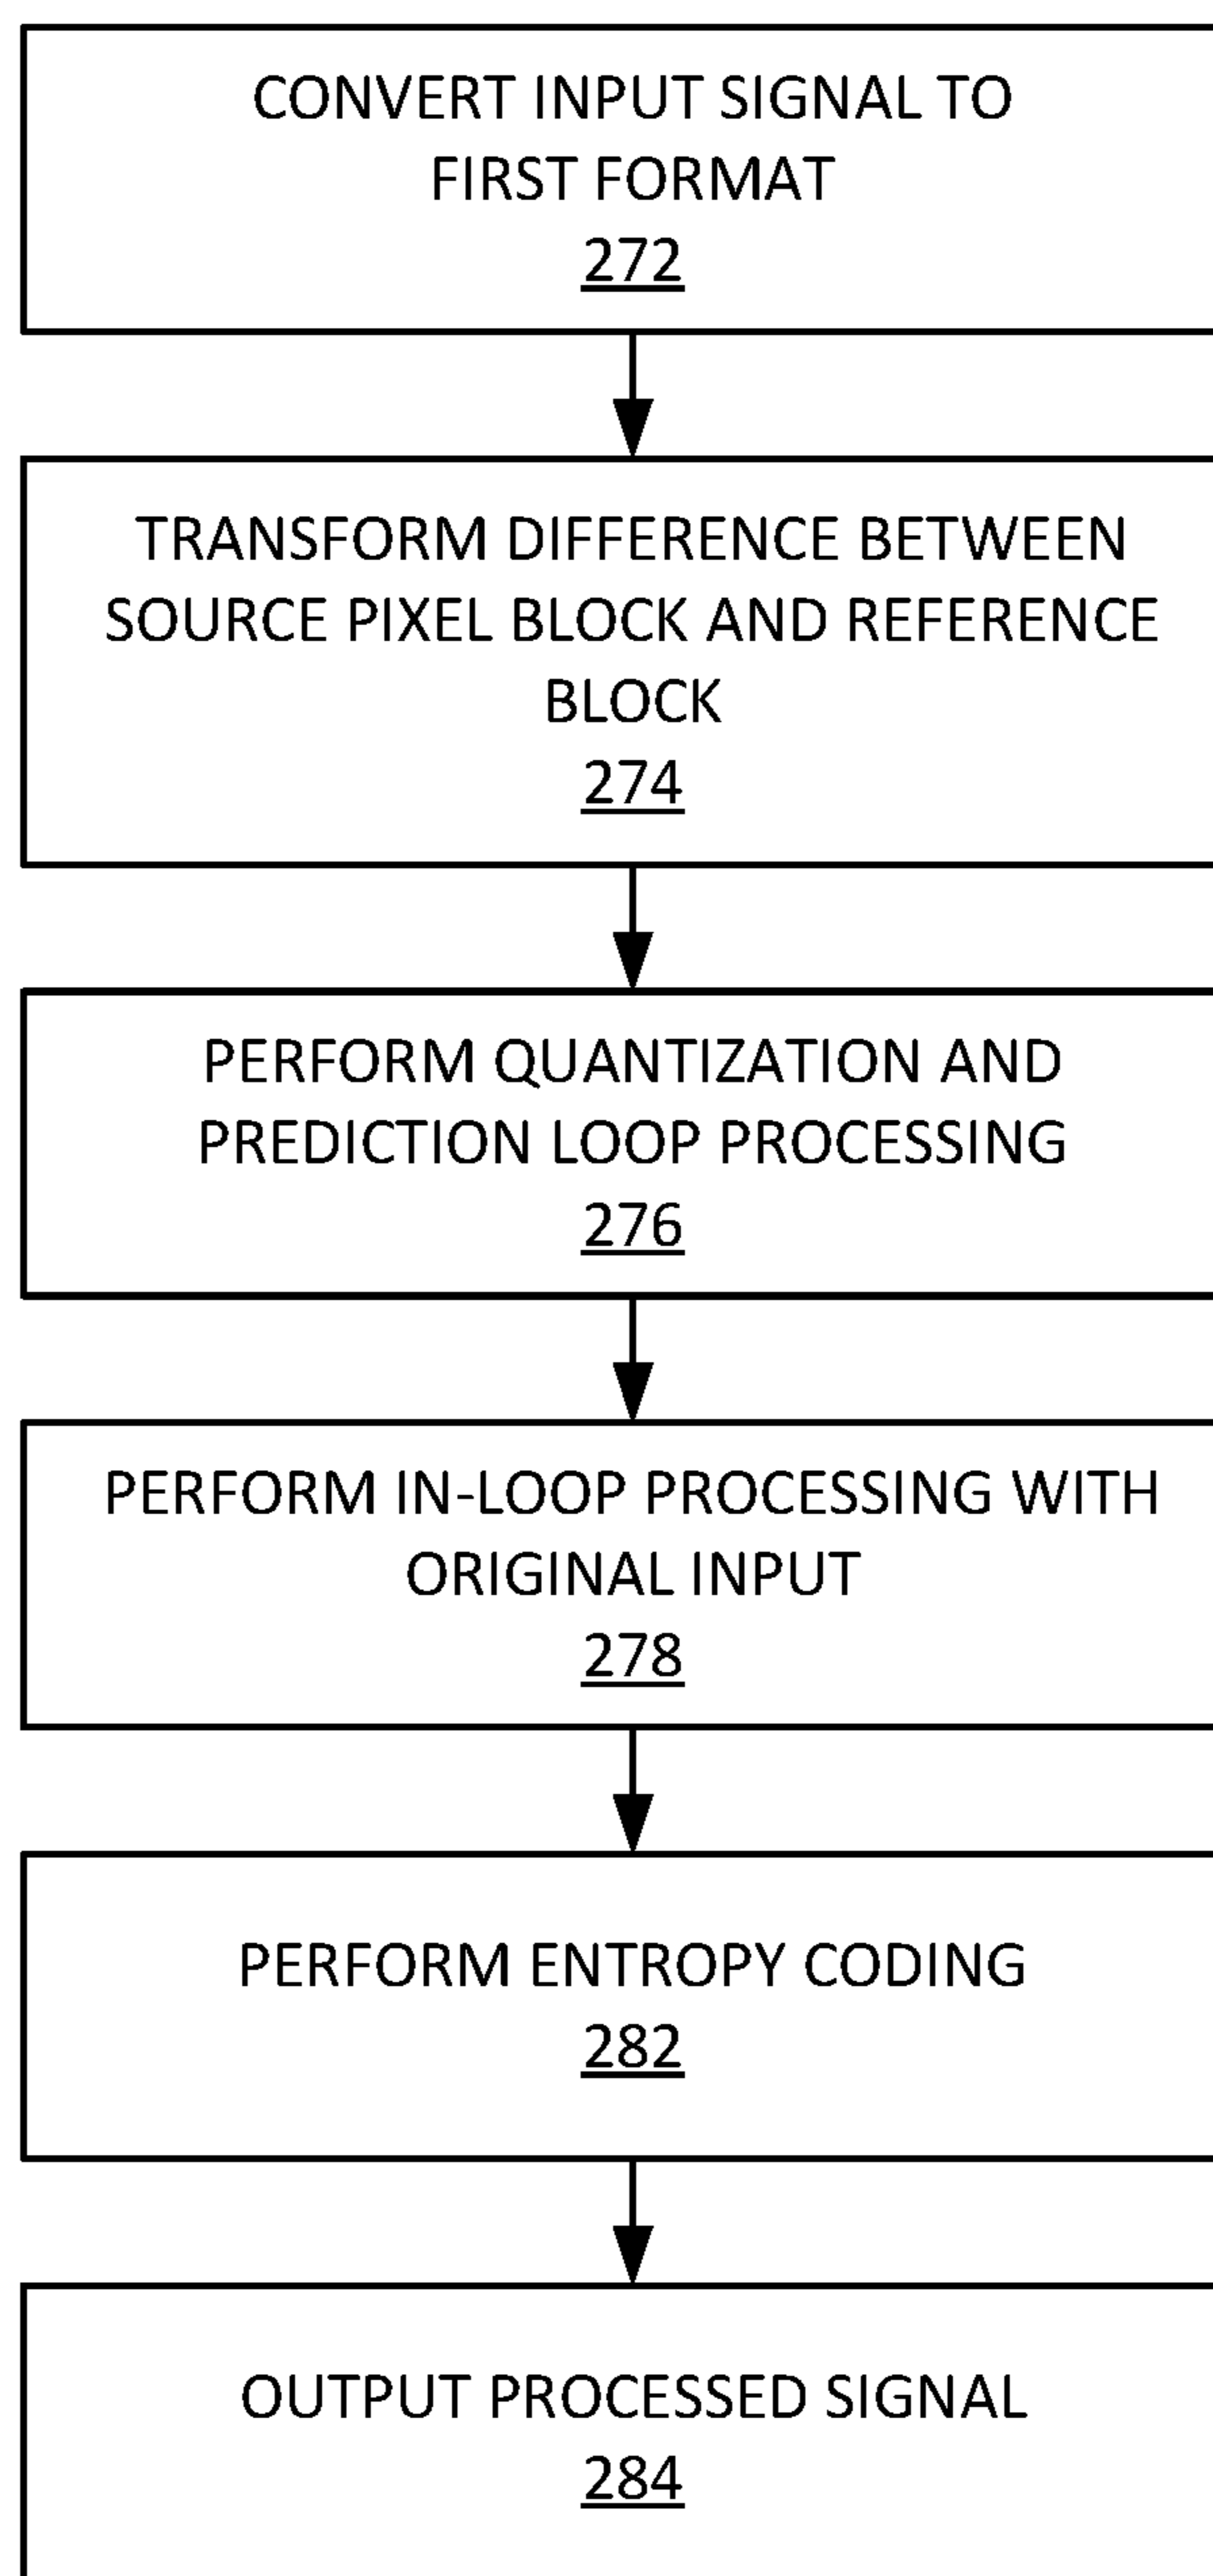 CONVERT INPUT SIGNAL TO
FIRST FORMAT
272
TRANSFORM DIFFERENCE BETWEEN
SOURCE PIXEL BLOCK AND REFERENCE
BLOCK
274
PERFORM QUANTIZATION AND
PREDICTION LOOP PROCESSING
276
PERFORM IN-LOOP PROCESSING WITH
ORIGINAL INPUT
278
PERFORM ENTROPY CODING
282
OUTPUT PROCESSED SIGNAL
284